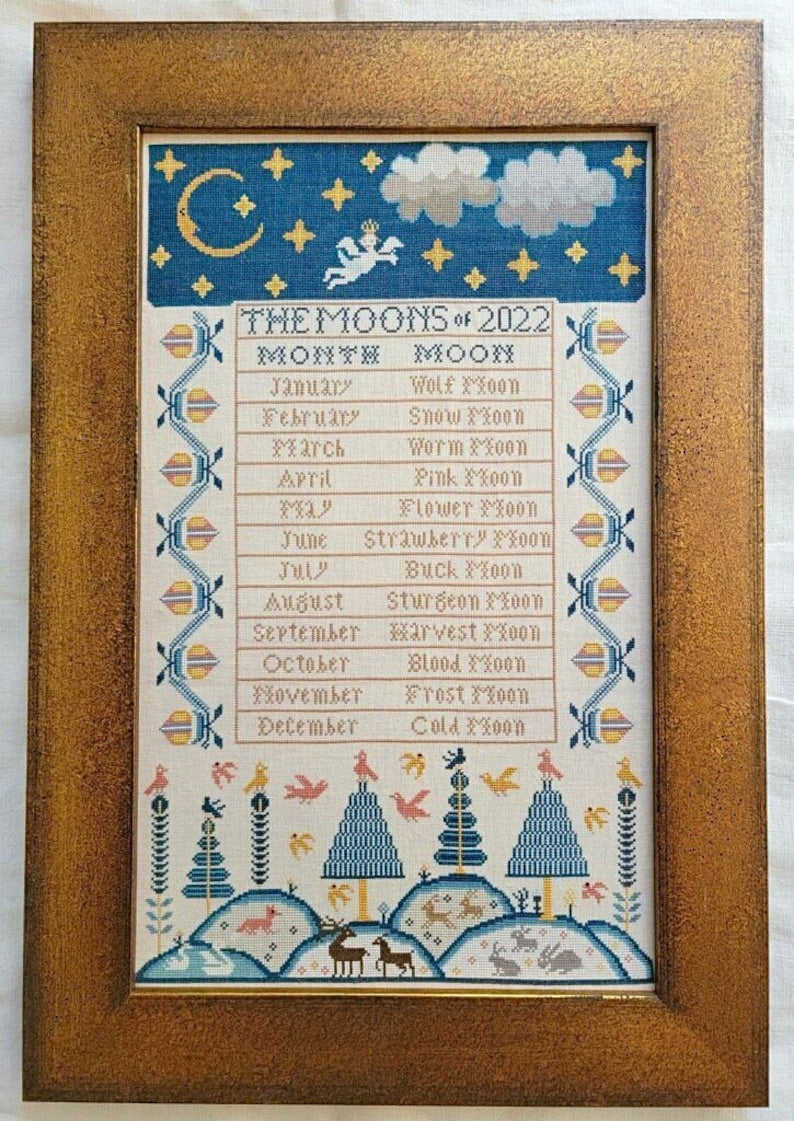 THE MOONS of 2022
MONTH MOON
January Wolf Moon
February Snow Moon
March Worm Moon
April Pink Moon
May Flower Moon
June Strawberry Moon
July Buck Moon
August Sturgeon Moon
September Harvest Moon
October Blood Moon
November Frost Moon
December Cold Moon